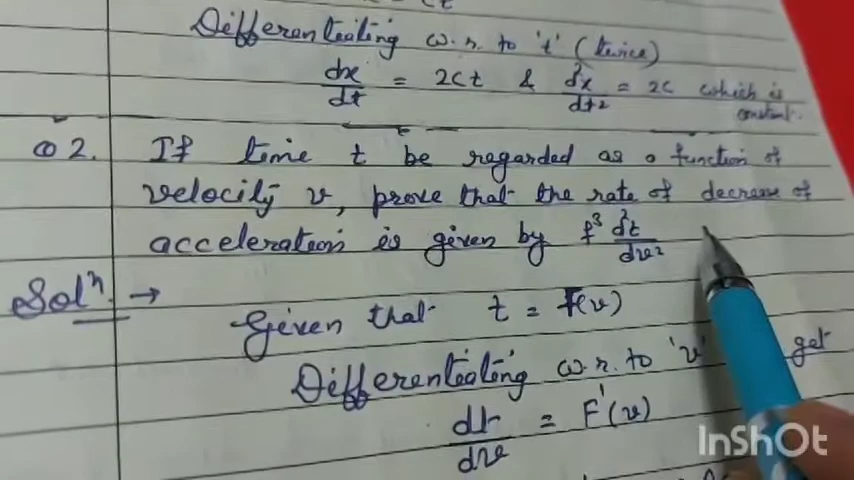 Differentiating w.r. to 't' (twice)
dx/dt = 2ct & d²x/dt² = 2c which is
constant.
Q 2. If time t be regarded as a function of
velocity v, prove that the rate of decrease of
acceleration is given by f³ d²t/dv²
Solⁿ. → 
Given that t = F(v)
Differentiating w.r. to 'v' get
dt/dv = F'(v)
InShOt